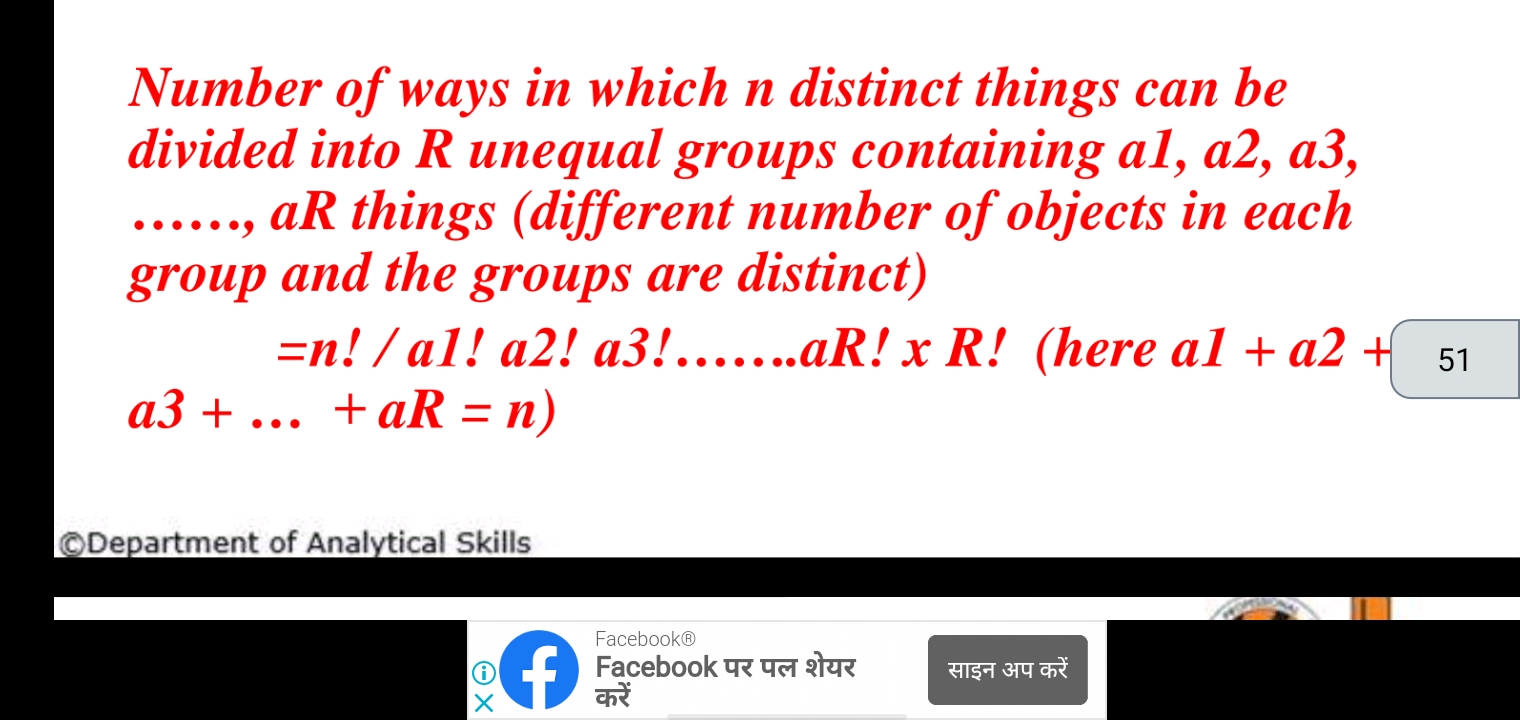 Number of ways in which n distinct things can be
divided into R unequal groups containing a1, a2, a3,
……, aR things (different number of objects in each
group and the groups are distinct)
=n! / a1! a2! a3!…….aR! x R! (here a1 + a2 +
51
a3 + … + aR = n)
©Department of Analytical Skills
PROFESSIONAL
Facebook®
Facebook पर पल शेयर
करें
साइन अप करें